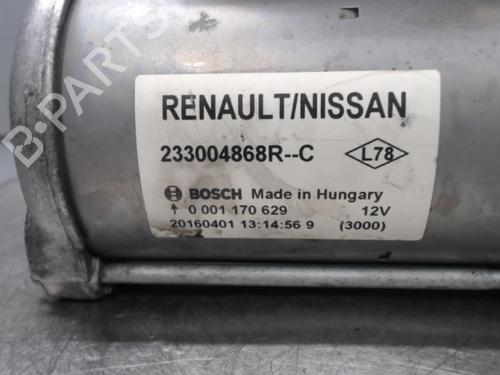 RENAULT/NISSAN
233004868R--C L78
BOSCH Made in Hungary
↑ 0 001 170 629 12V
20160401 13:14:56 9 (3000)
B-PARTS